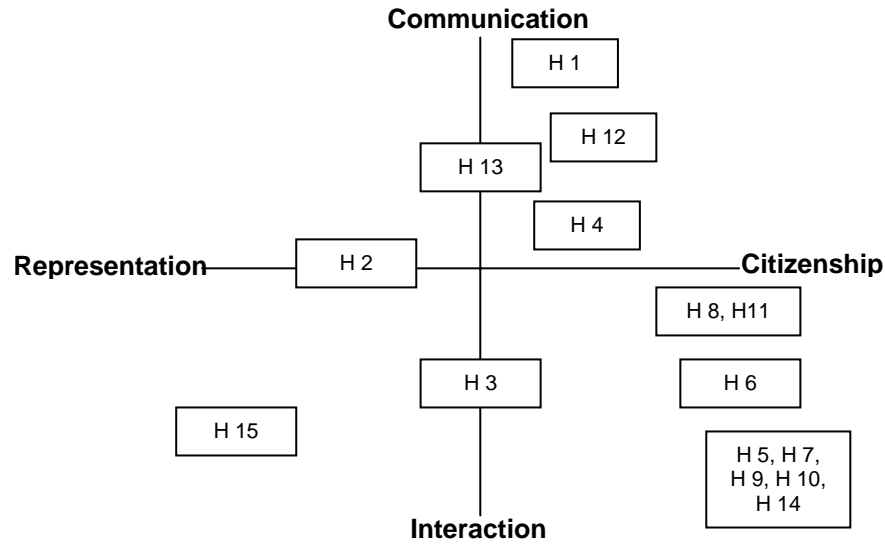 Communication
H 1
H 12
H 13
H 4
Representation
H 2
Citizenship
H 8, H11
H 3
H 6
H 15
H 5, H 7,
H 9, H 10,
H 14
Interaction